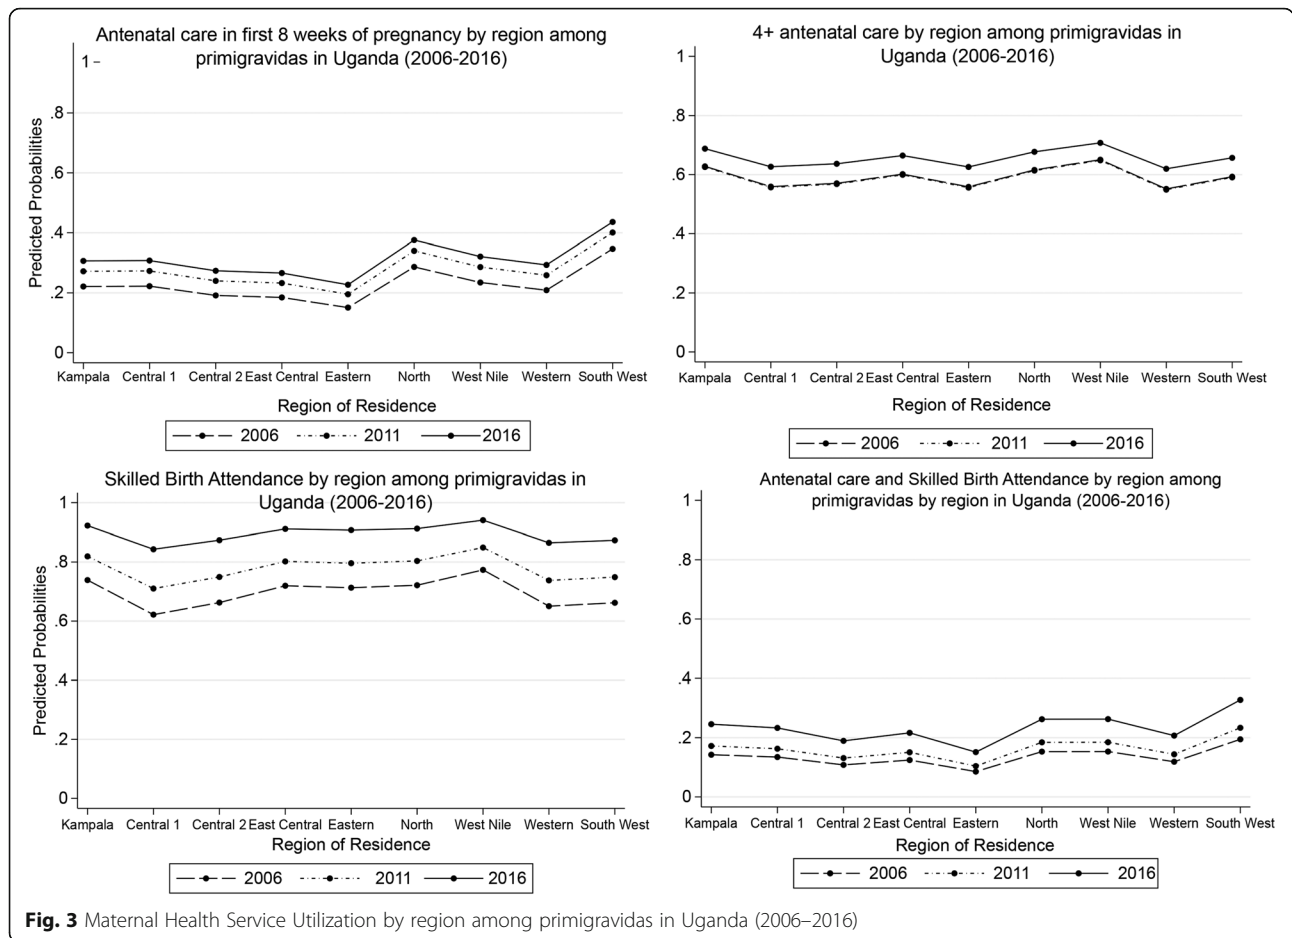 Antenatal care in first 8 weeks of pregnancy by region among
primigravidas in Uganda (2006-2016)
1
.8
.6
.4
.2
0
Predicted Probabilities
Kampala Central 1 Central 2 East Central Eastern North West Nile Western South West
Region of Residence
2006 2011 2016
4+ antenatal care by region among primigravidas in
Uganda (2006-2016)
1
.8
.6
.4
.2
0
Kampala Central 1 Central 2 East Central Eastern North West Nile Western South West
Region of Residence
2006 2011 2016
Skilled Birth Attendance by region among primigravidas in
Uganda (2006-2016)
1
.8
.6
.4
.2
0
Predicted Probabilities
Kampala Central 1 Central 2 East Central Eastern North West Nile Western South West
Region of Residence
2006 2011 2016
Antenatal care and Skilled Birth Attendance by region among
primigravidas by region in Uganda (2006-2016)
1
.8
.6
.4
.2
0
Kampala Central 1 Central 2 East Central Eastern North West Nile Western South West
Region of Residence
2006 2011 2016
Fig. 3 Maternal Health Service Utilization by region among primigravidas in Uganda (2006–2016)